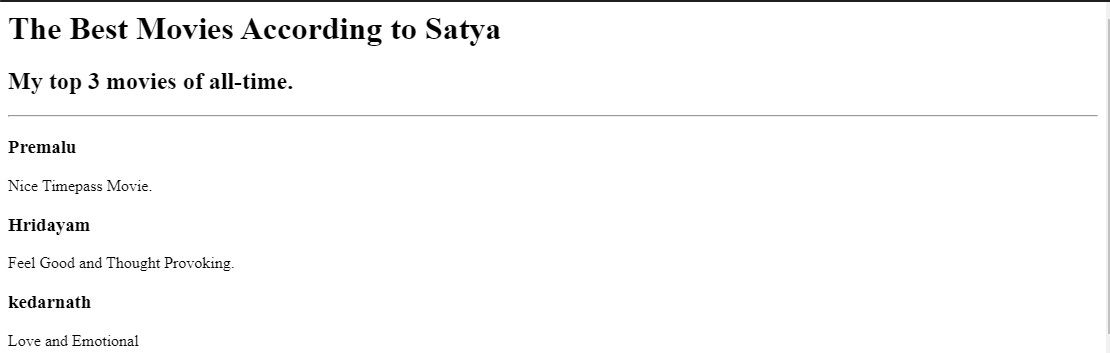 The Best Movies According to Satya
My top 3 movies of all-time.
Premalu
Nice Timepass Movie.
Hridayam
Feel Good and Thought Provoking.
kedarnath
Love and Emotional